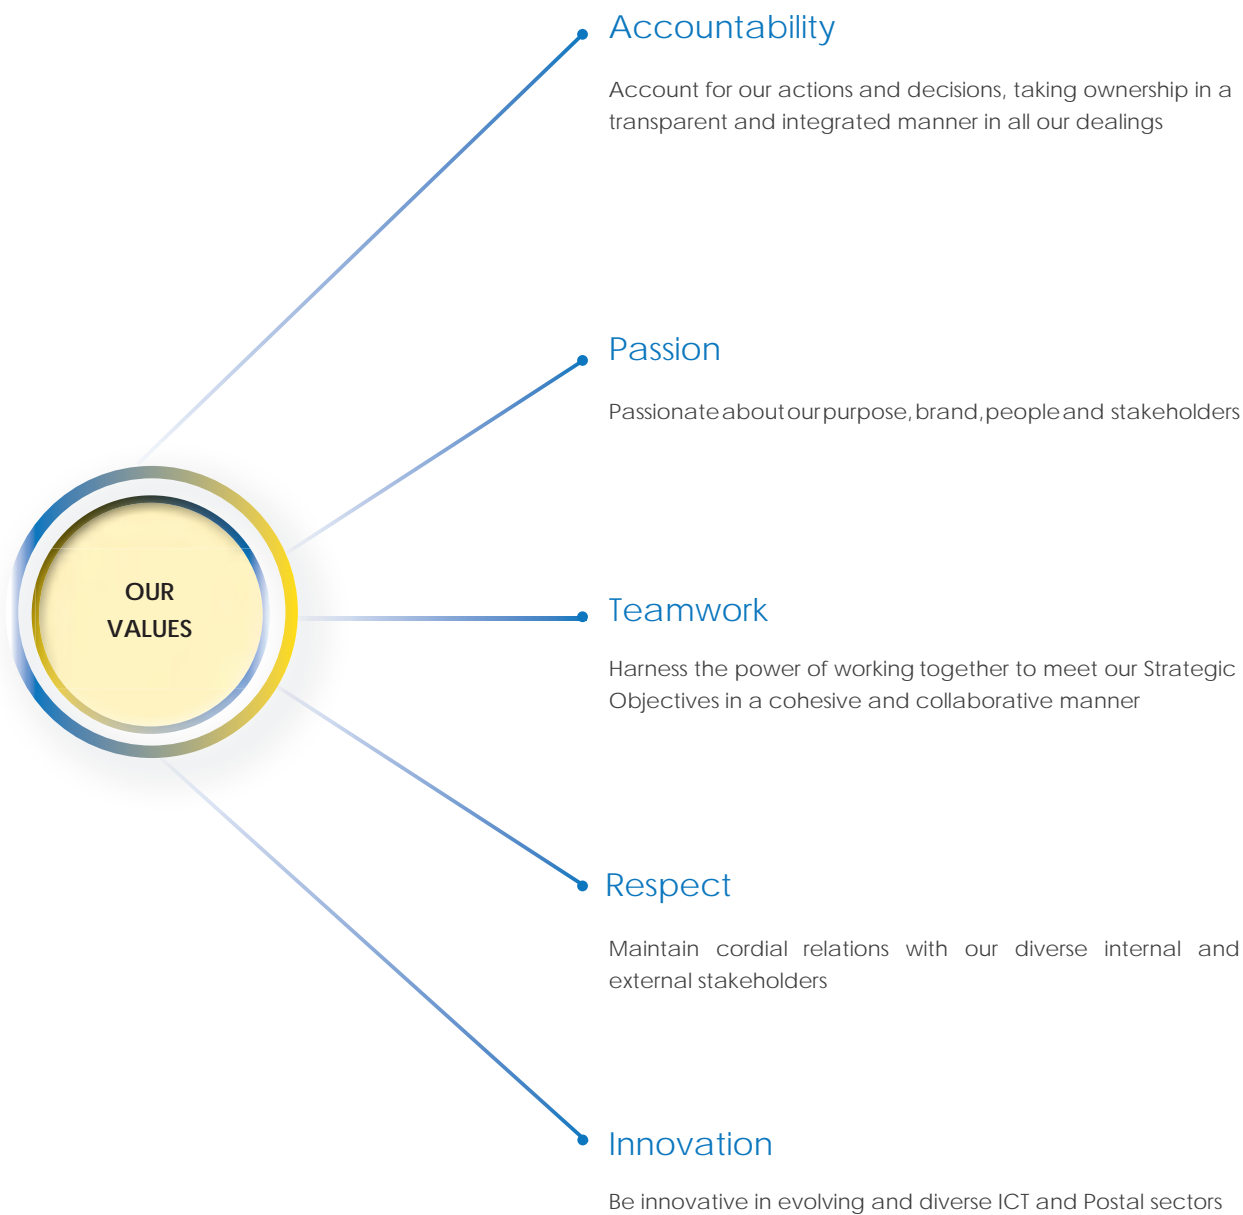 Accountability
Account for our actions and decisions, taking ownership in a
transparent and integrated manner in all our dealings
Passion
Passionate about our purpose, brand, people and stakeholders
OUR
VALUES
Teamwork
Harness the power of working together to meet our Strategic
Objectives in a cohesive and collaborative manner
Respect
Maintain cordial relations with our diverse internal and
external stakeholders
Innovation
Be innovative in evolving and diverse ICT and Postal sectors